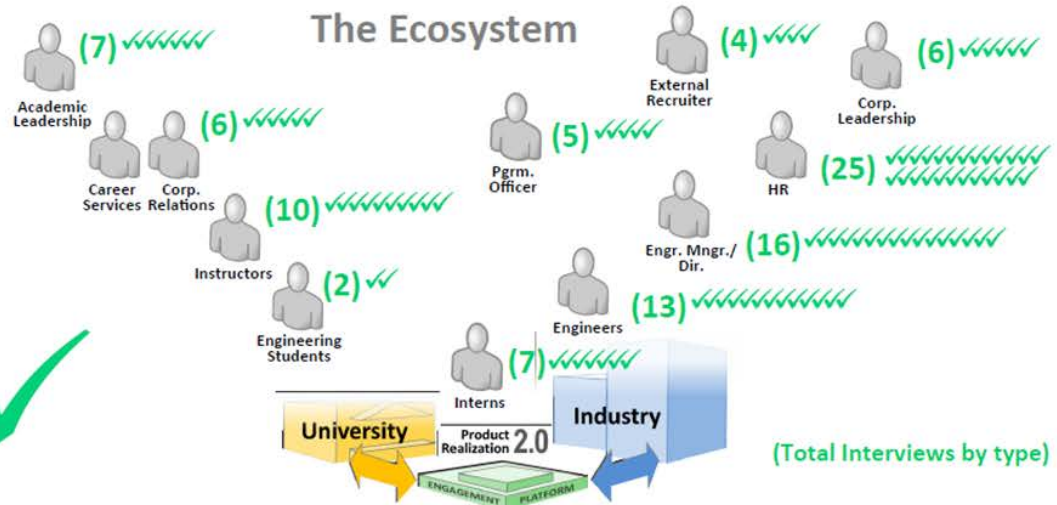 The Ecosystem
(7)
Academic
Leadership
(6)
Career
Services
Corp.
Relations
(10)
Instructors
(2)
Engineering
Students
(5)
Pgrm.
Officer
(4)
External
Recruiter
(6)
Corp.
Leadership
(25)
HR
(16)
Engr. Mngr./
Dir.
(13)
Engineers
(7)
Interns
University
Industry
Product
Realization 2.0
ENGAGEMENT PLATFORM
(Total Interviews by type)